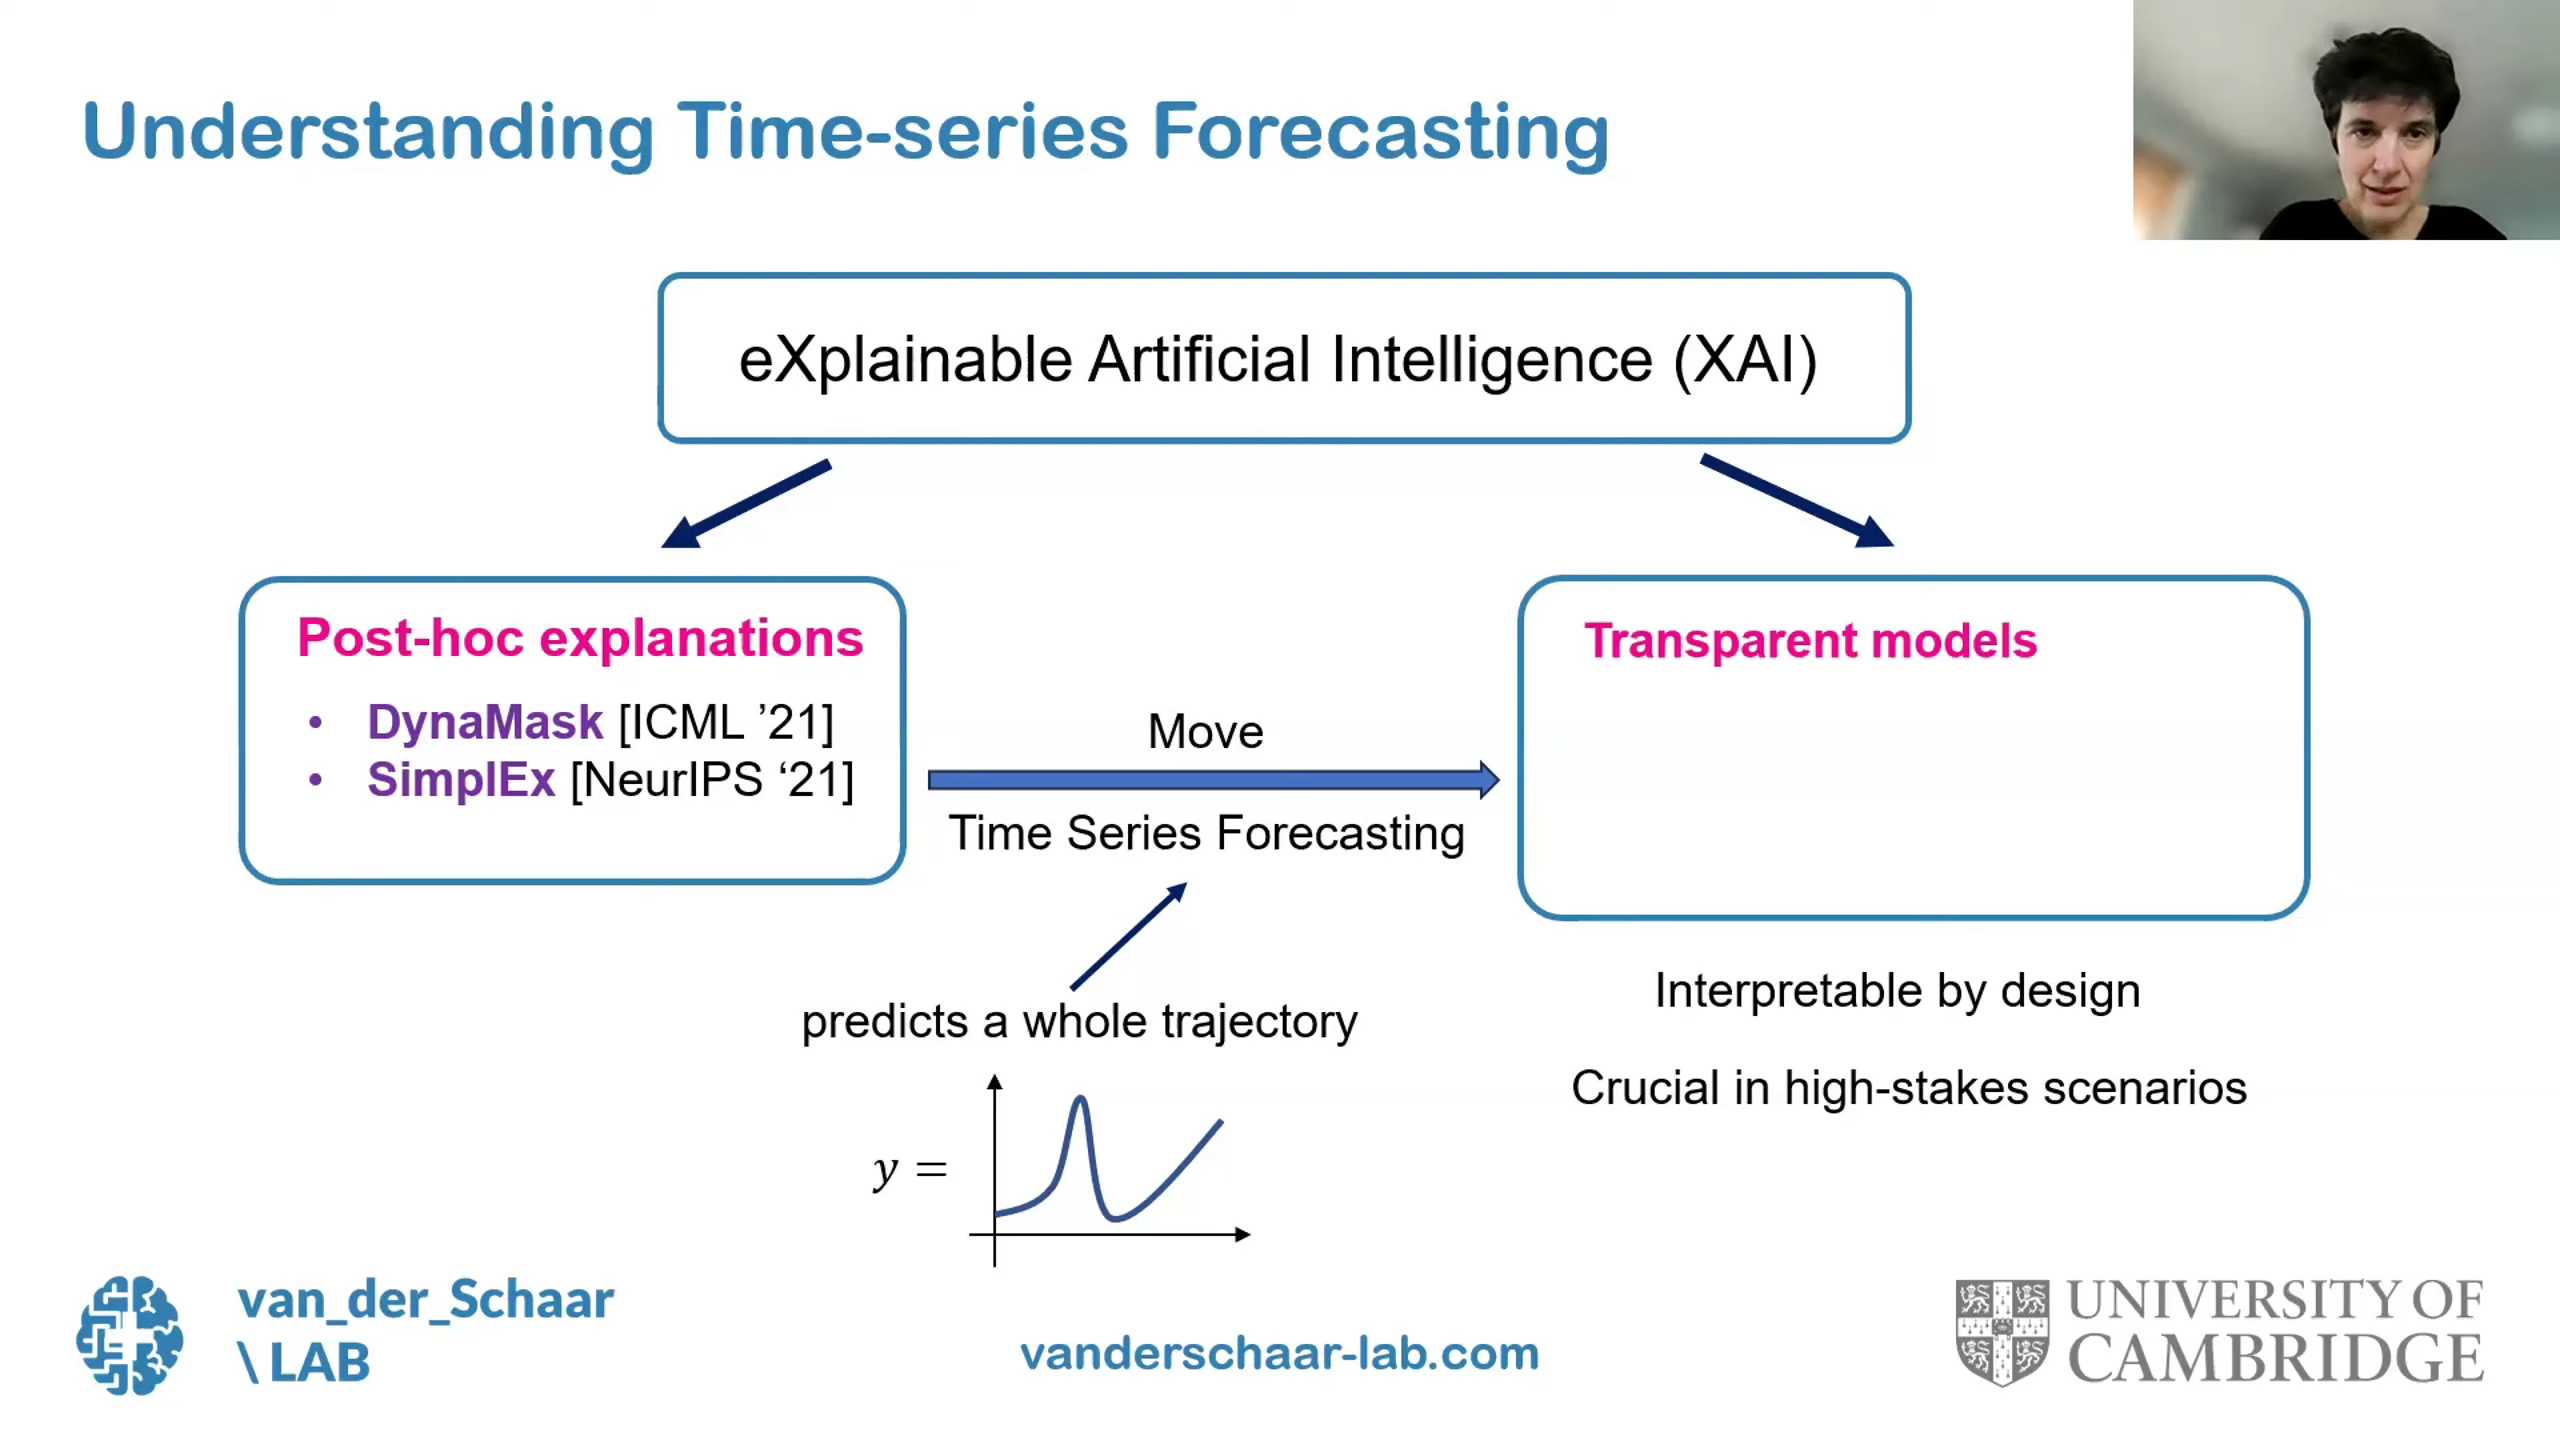 Understanding Time-series Forecasting
eXplainable Artificial Intelligence (XAI)
Post-hoc explanations
• DynaMask [ICML ’21]
• SimplEx [NeurIPS ‘21]
Move
Time Series Forecasting
Transparent models
predicts a whole trajectory
y =
Interpretable by design
Crucial in high-stakes scenarios
van_der_Schaar
\ LAB
vanderschaar-lab.com
UNIVERSITY OF
CAMBRIDGE